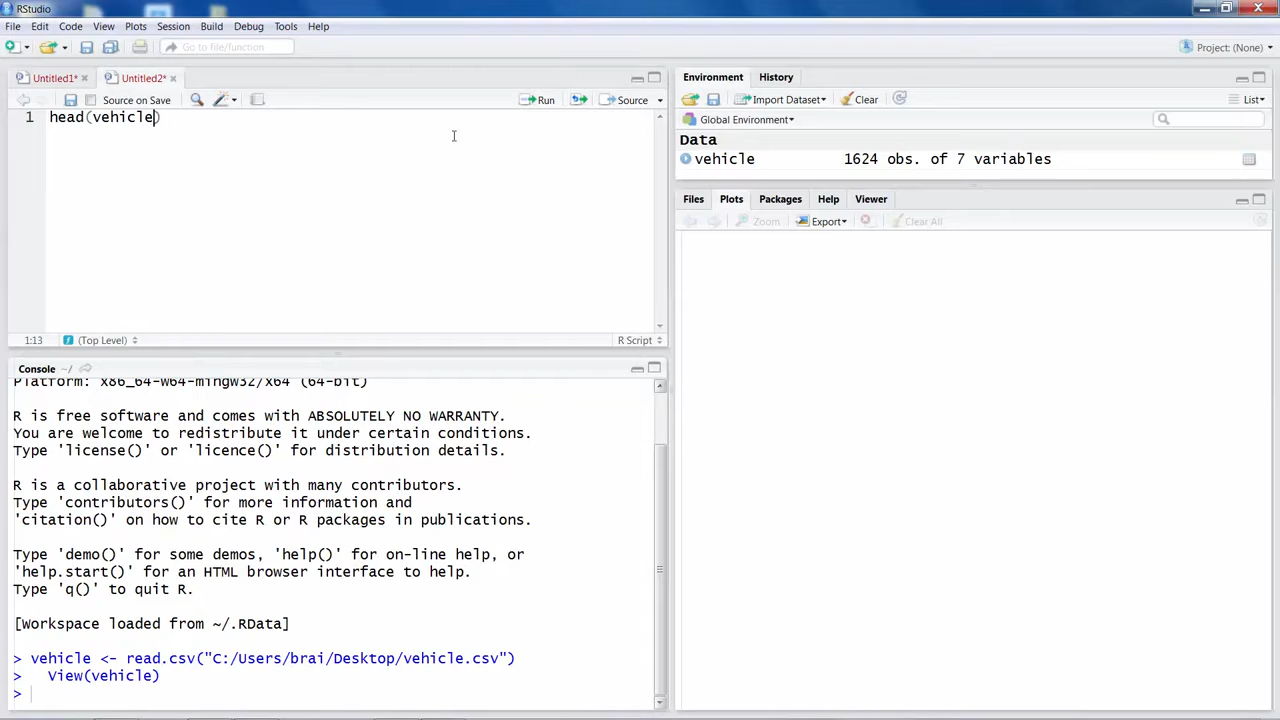 RStudio
File Edit Code View Plots Session Build Debug Tools Help
Go to file/function
Project: (None)
Untitled1*
Untitled2*
Source on Save
Run
Source
1 head(vehicle)
1:13
(Top Level)
R Script
Console ~/
Platform: x86_64-w64-mingw32/x64 (64-bit)
R is free software and comes with ABSOLUTELY NO WARRANTY.
You are welcome to redistribute it under certain conditions.
Type 'license()' or 'licence()' for distribution details.
R is a collaborative project with many contributors.
Type 'contributors()' for more information and
'citation()' on how to cite R or R packages in publications.
Type 'demo()' for some demos, 'help()' for on-line help, or
'help.start()' for an HTML browser interface to help.
Type 'q()' to quit R.
[Workspace loaded from ~/.RData]
> vehicle <- read.csv("C:/Users/brai/Desktop/vehicle.csv")
>   View(vehicle)
>
Environment History
Import Dataset
Clear
List
Global Environment
Data
vehicle 1624 obs. of 7 variables
Files Plots Packages Help Viewer
Zoom
Export
Clear All